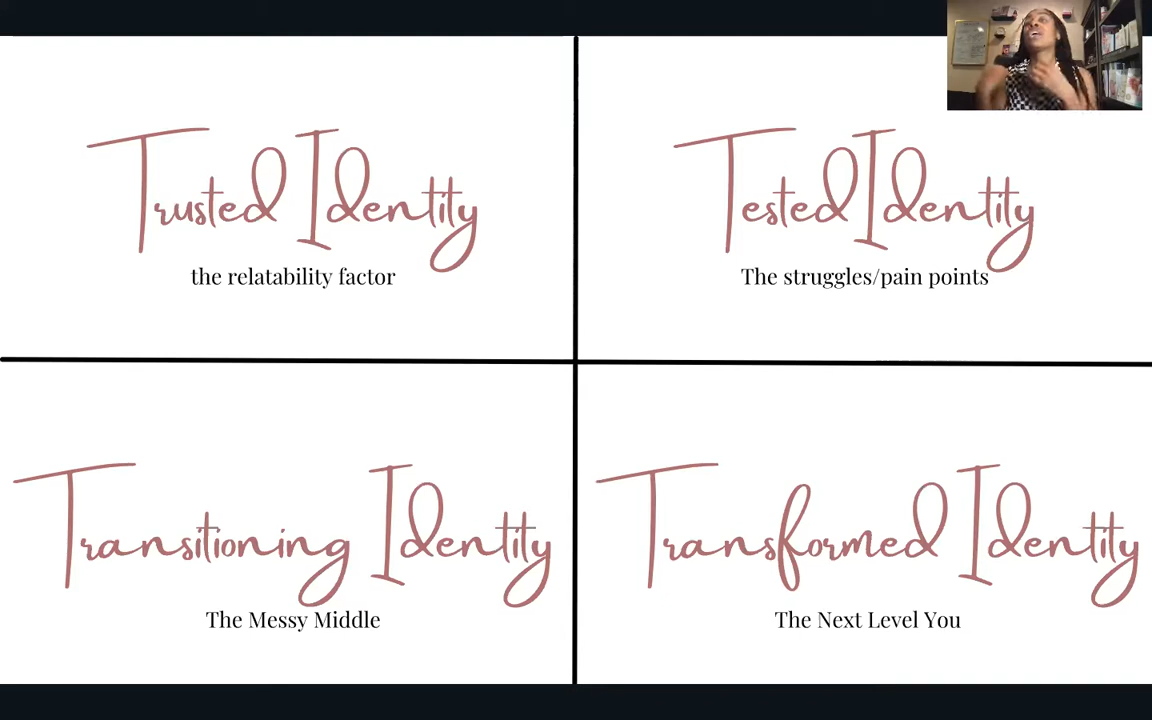 Trusted Identity
the relatability factor
Tested Identity
The struggles/pain points
Transitioning Identity
The Messy Middle
Transformed Identity
The Next Level You